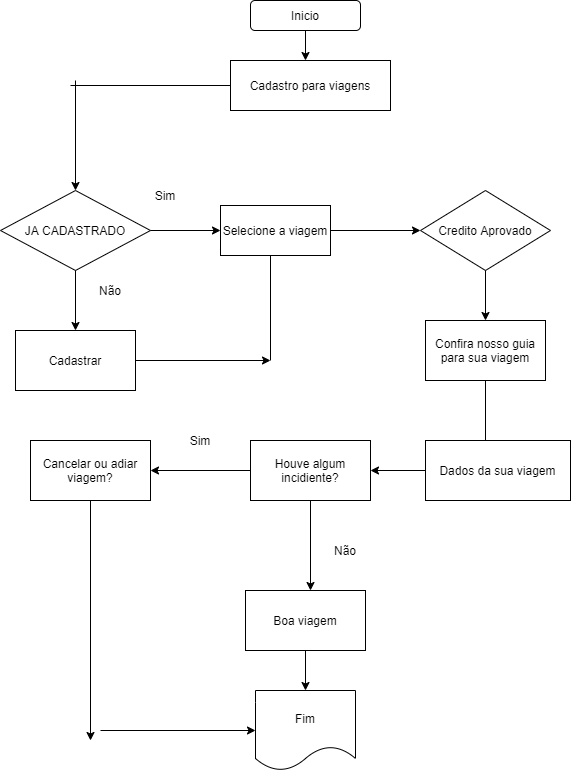 Inicio
Cadastro para viagens
Sim
JA CADASTRADO
Selecione a viagem
Credito Aprovado
Não
Cadastrar
Confira nosso guia
para sua viagem
Sim
Cancelar ou adiar
viagem?
Houve algum
incidiente?
Dados da sua viagem
Não
Boa viagem
Fim